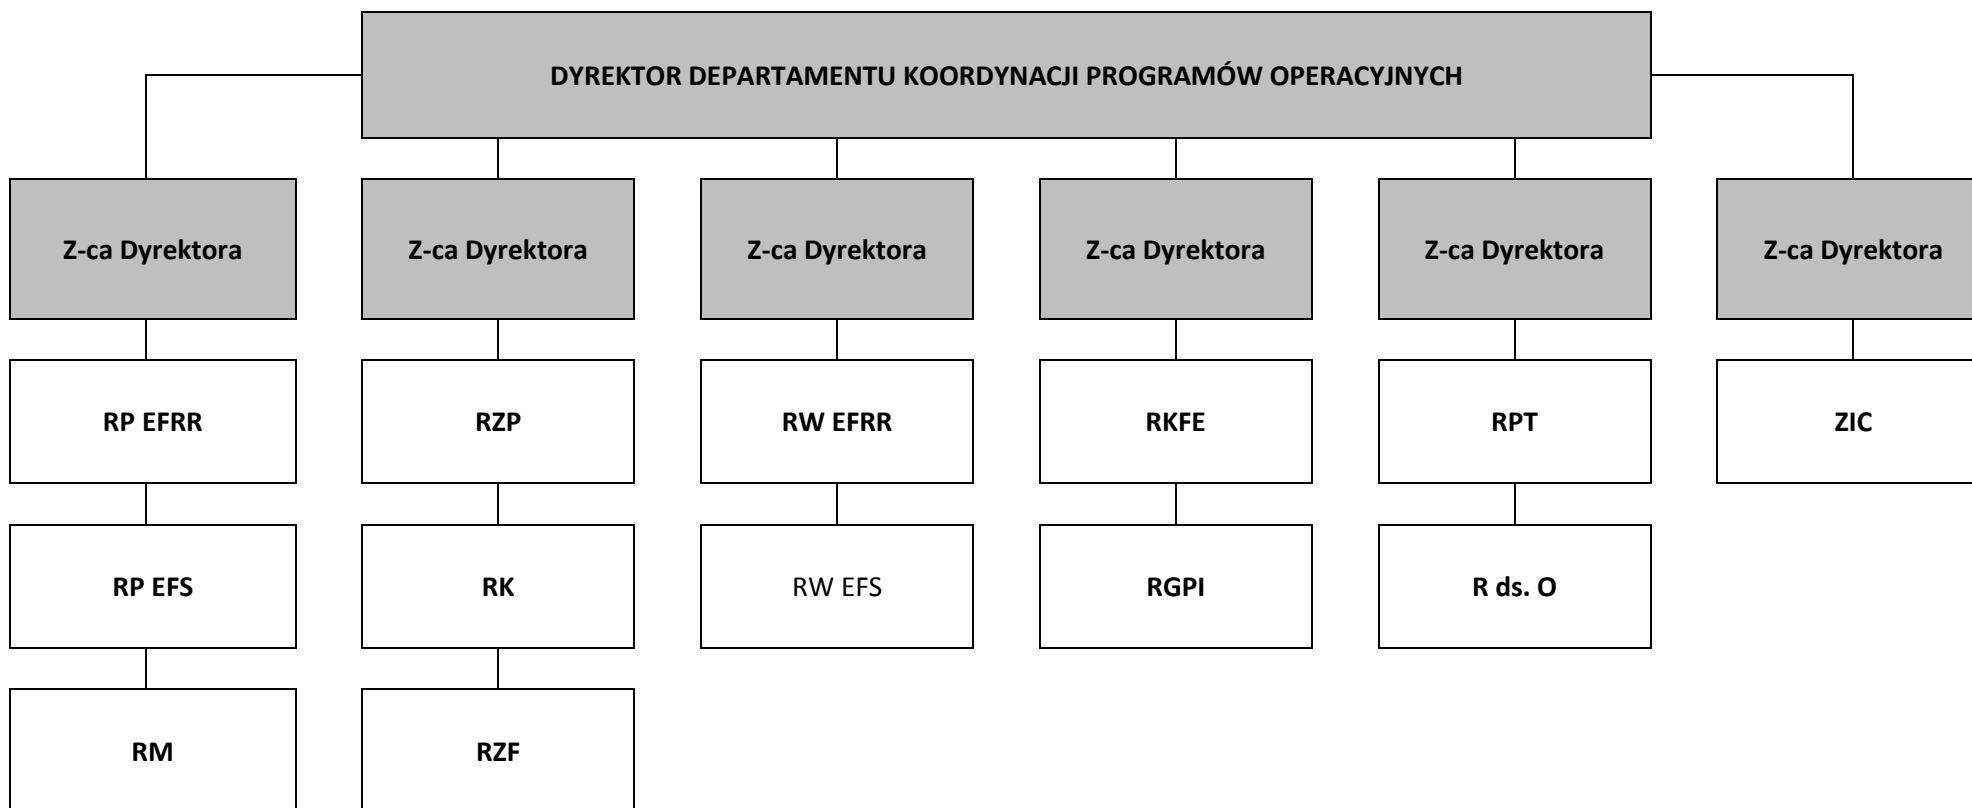 DYREKTOR DEPARTAMENTU KOORDYNACJI PROGRAMÓW OPERACYJNYCH
Z-ca Dyrektora
Z-ca Dyrektora
Z-ca Dyrektora
Z-ca Dyrektora
Z-ca Dyrektora
Z-ca Dyrektora
RP EFRR
RZP
RW EFRR
RKFE
RPT
ZIC
RP EFS
RK
RW EFS
RGPI
R ds. O
RM
RZF